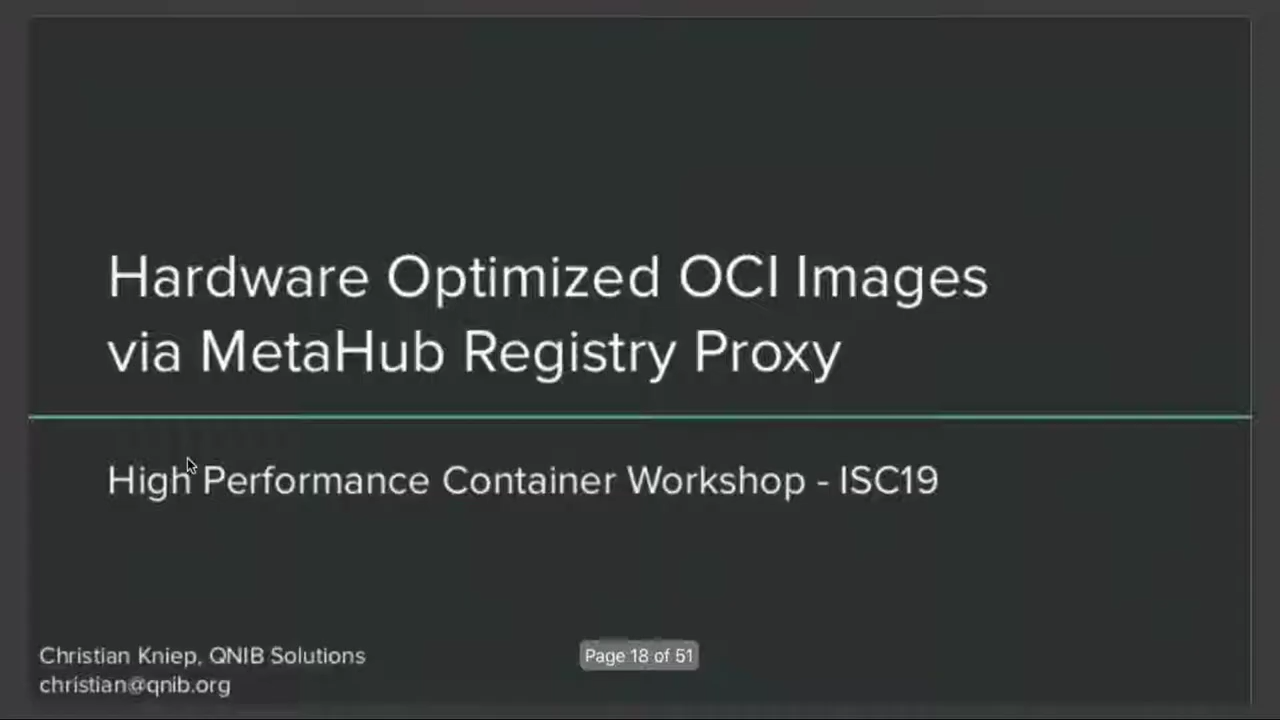 Hardware Optimized OCI Images
via MetaHub Registry Proxy
High Performance Container Workshop - ISC19
Christian Kniep, QNIB Solutions
christian@qnib.org
Page 18 of 51